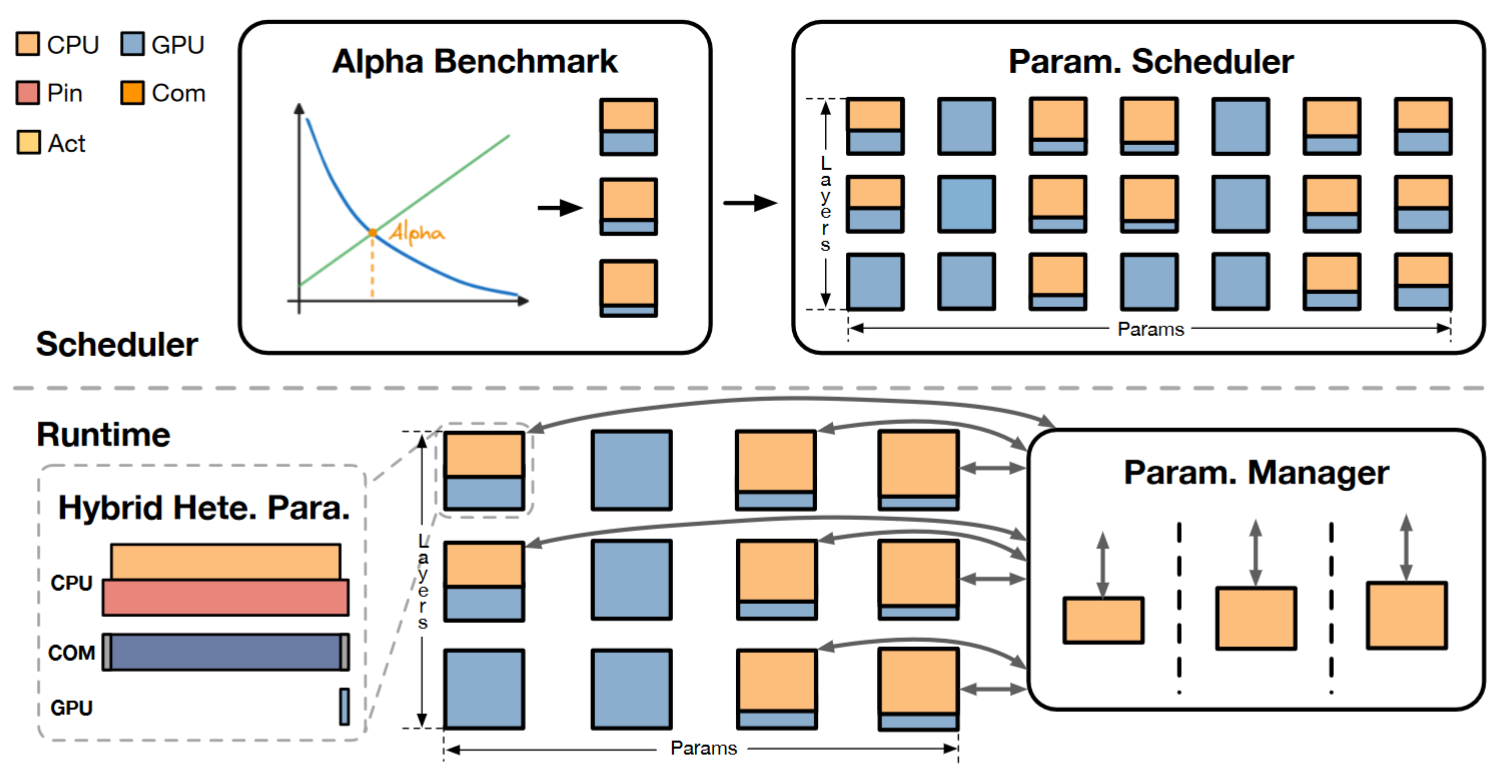 CPU GPU
Pin Com
Act
Alpha Benchmark
Alpha
Param. Scheduler
Layers
Params
Scheduler
Runtime
Hybrid Hete. Para.
CPU
COM
GPU
Layers
Params
Param. Manager